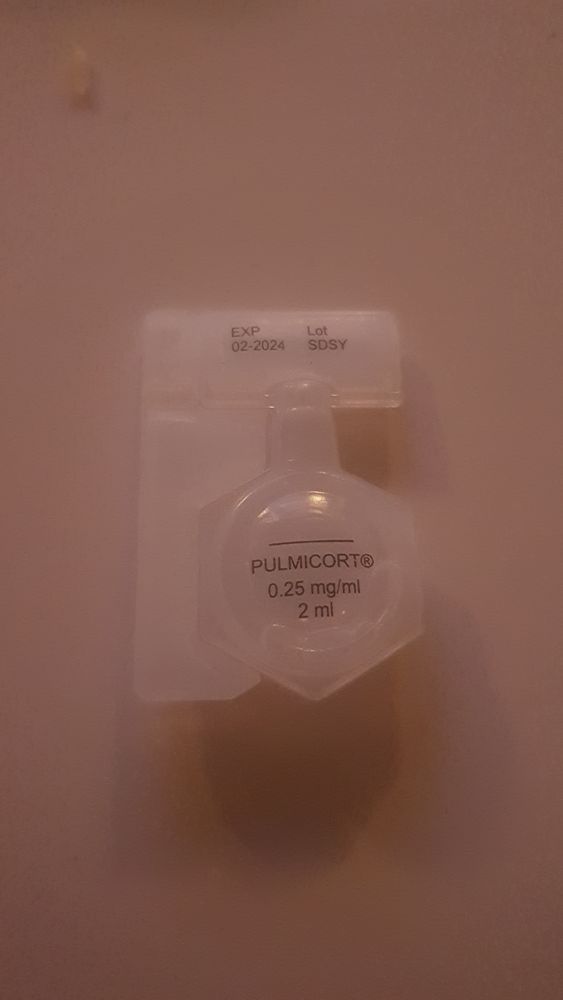 EXP Lot
02-2024 SDSY
PULMICORT®
0.25 mg/ml
2 ml